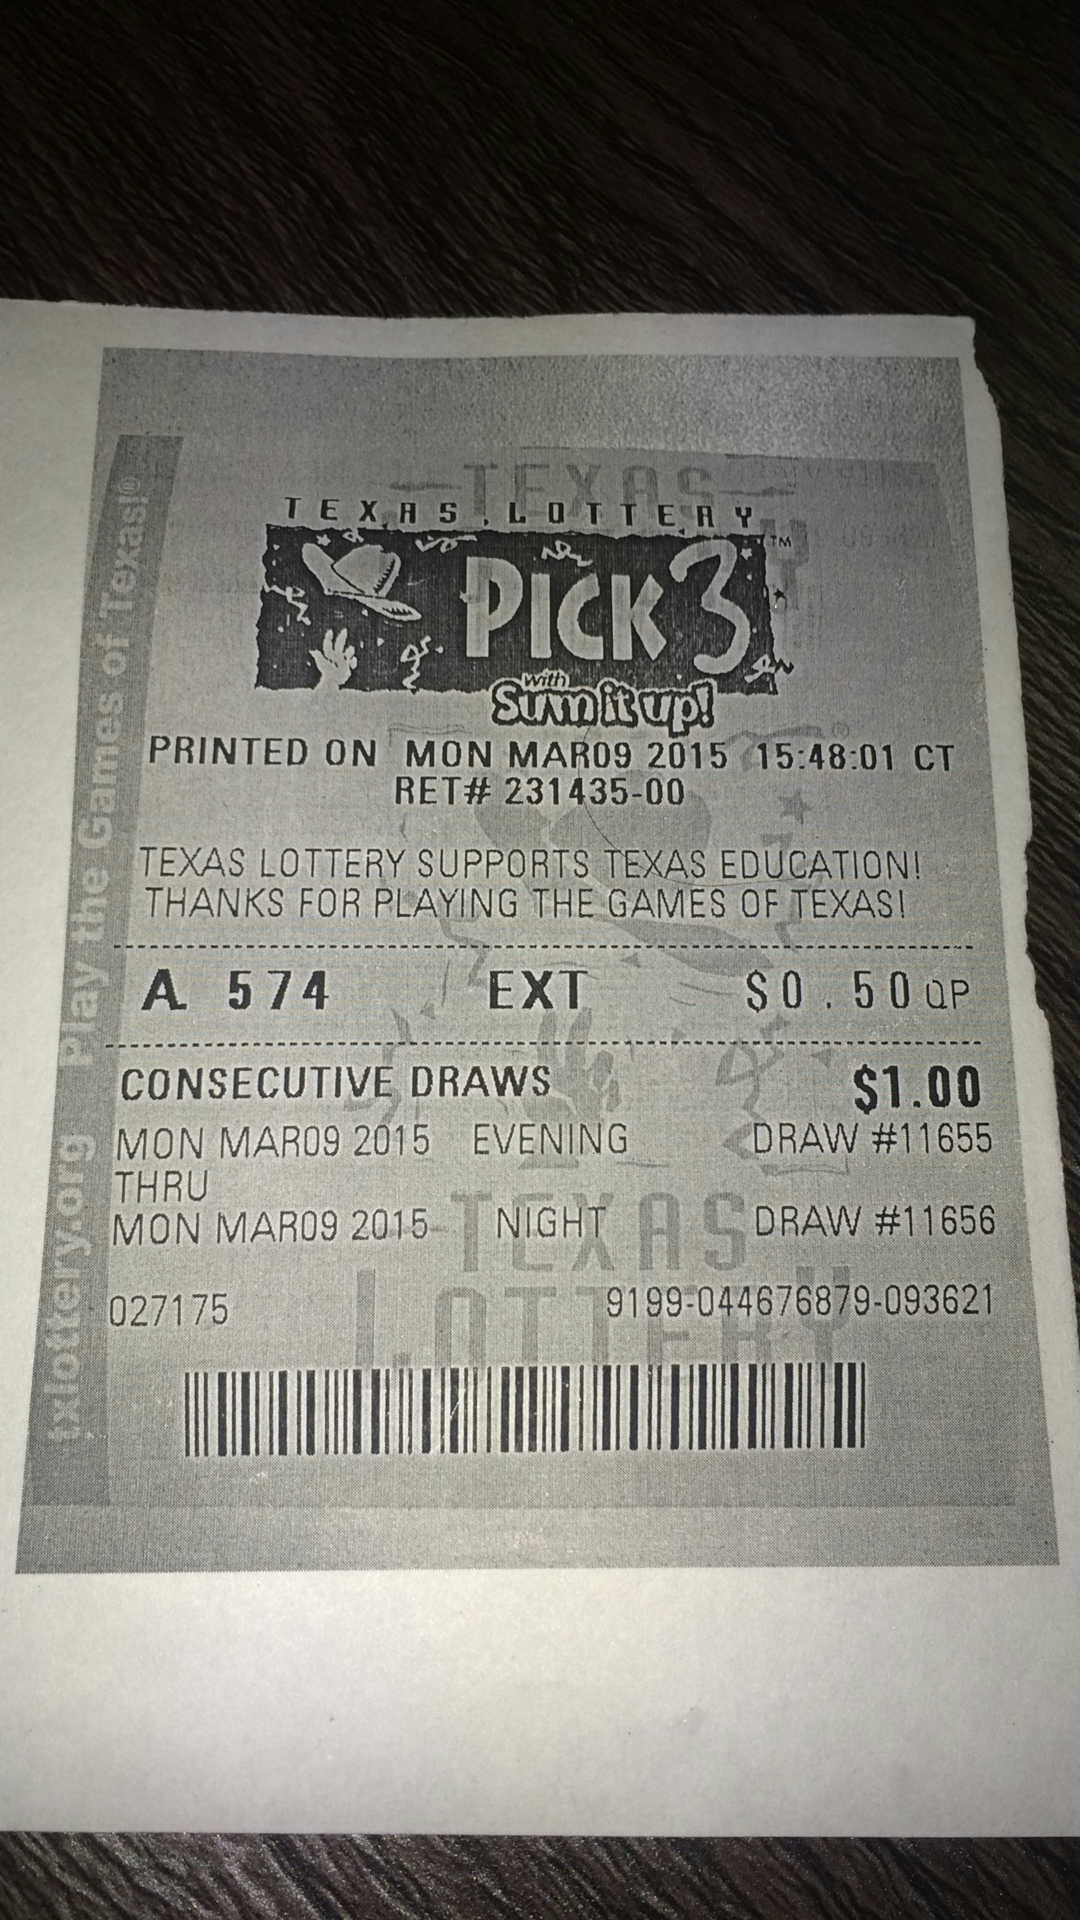 TEXAS LOTTERY
PICK 3™
with
Sum it up!
PRINTED ON MON MAR09 2015 15:48:01 CT
RET# 231435-00
TEXAS LOTTERY SUPPORTS TEXAS EDUCATION!
THANKS FOR PLAYING THE GAMES OF TEXAS!
A 574 EXT $0.50 QP
CONSECUTIVE DRAWS $1.00
MON MAR09 2015 EVENING DRAW #11655
THRU
MON MAR09 2015 NIGHT DRAW #11656
027175 9199-044676879-093621
txlottery.org Play the Games of Texas!®
TEXAS
TEXAS
LOTTERY